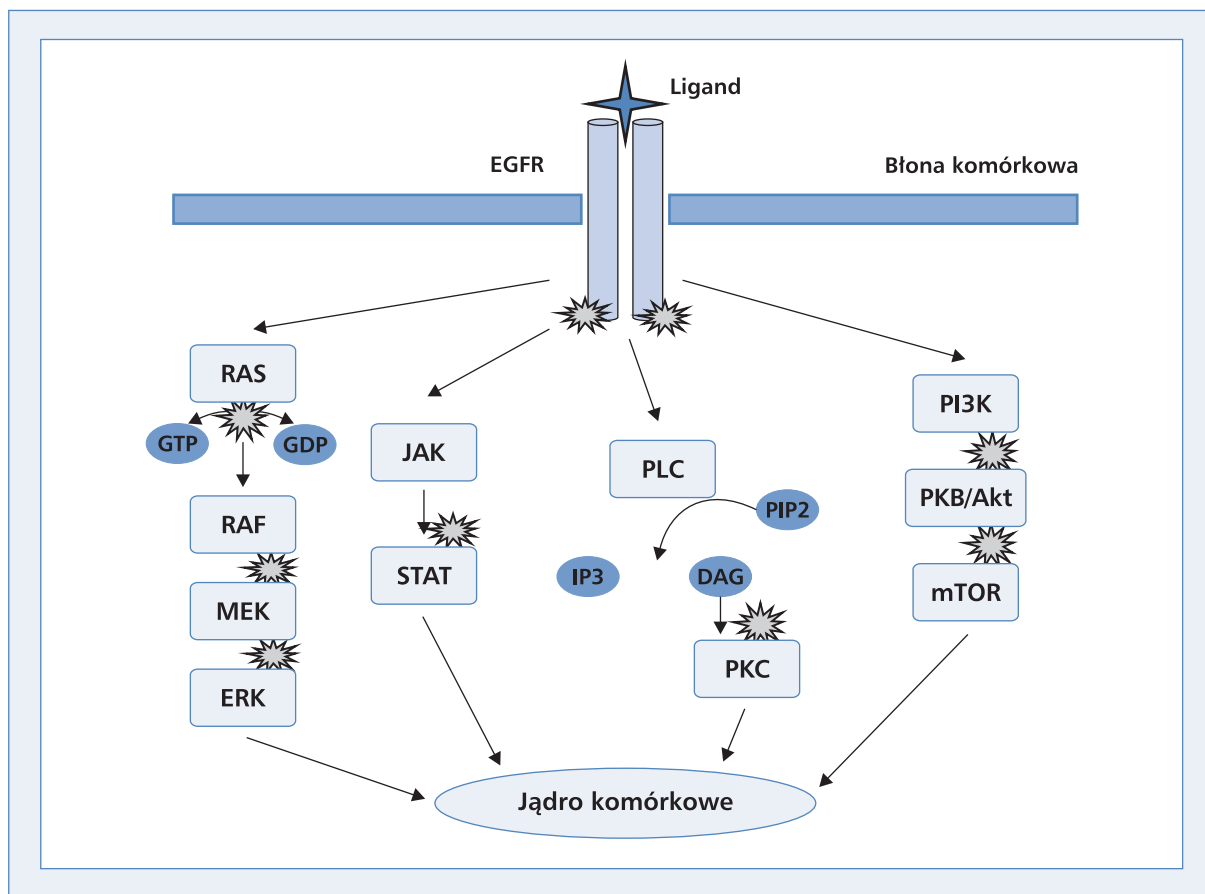 Ligand
EGFR
Błona komórkowa
RAS
GTP
GDP
RAF
MEK
ERK
JAK
STAT
PLC
PIP2
IP3
DAG
PKC
PI3K
PKB/Akt
mTOR
Jądro komórkowe